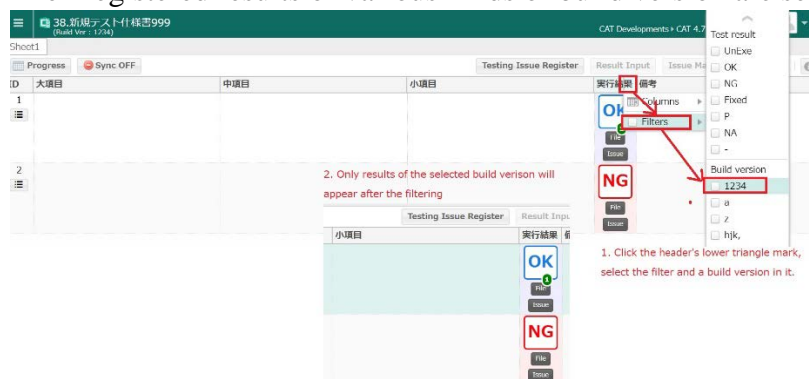 38.新規テスト仕様書999
(Build Ver : 1234)
CAT Developments › CAT 4.7
Sheet1
Progress
Sync OFF
Testing Issue Register
Result Input
ID
大項目
中項目
小項目
実行結果
備考
1
OK
File
Issue
2
NG
File
Issue
Columns
Filters
Test result
UnExe
OK
NG
Fixed
P
NA
-
Build version
1234
a
z
hjk,
2. Only results of the selected build verison will
appear after the filtering
Testing Issue Register
Result Inpu
小項目
実行結果
OK
1
File
Issue
NG
File
Issue
1. Click the header's lower triangle mark,
select the filter and a build version in it.